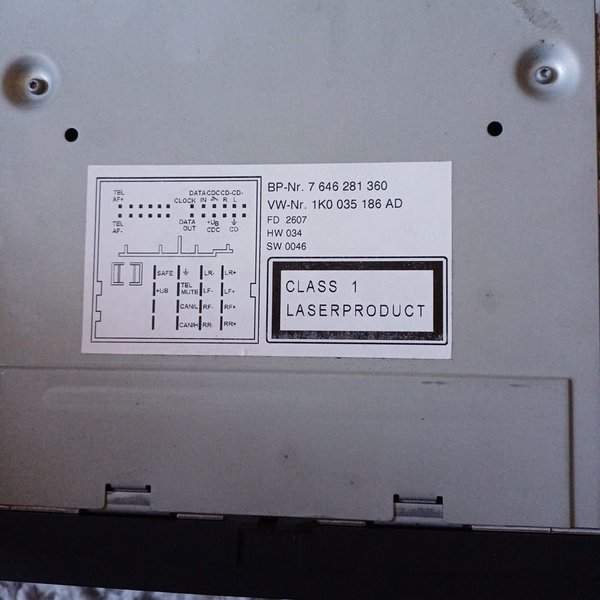 BP-Nr. 7 646 281 360
VW-Nr. 1K0 035 186 AD
FD 2607
HW 034
SW 0046
CLASS 1
LASERPRODUCT
TEL DATA CDC CD- CD-
AF+ CLOCK IN R L
TEL DATA +UB
AF- OUT CDC CD
SAFE LR- LR+
+UB TEL MUTE LF- LF+
CAN/L RF- RF+
CAN/H RR- RR+